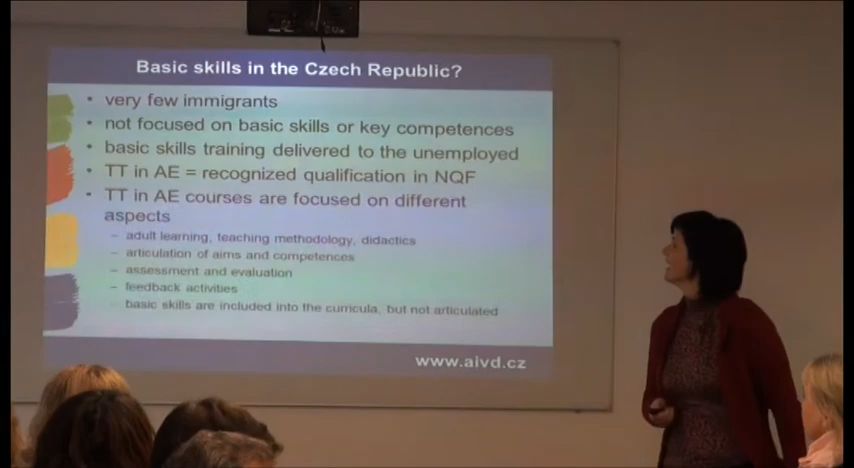 Basic skills in the Czech Republic?
• very few immigrants
• not focused on basic skills or key competences
• basic skills training delivered to the unemployed
• TT in AE = recognized qualification in NQF
• TT in AE courses are focused on different
aspects
– adult learning, teaching methodology, didactics
– articulation of aims and competences
– assessment and evaluation
– feedback activities
– basic skills are included into the curricula, but not articulated
www.aivd.cz